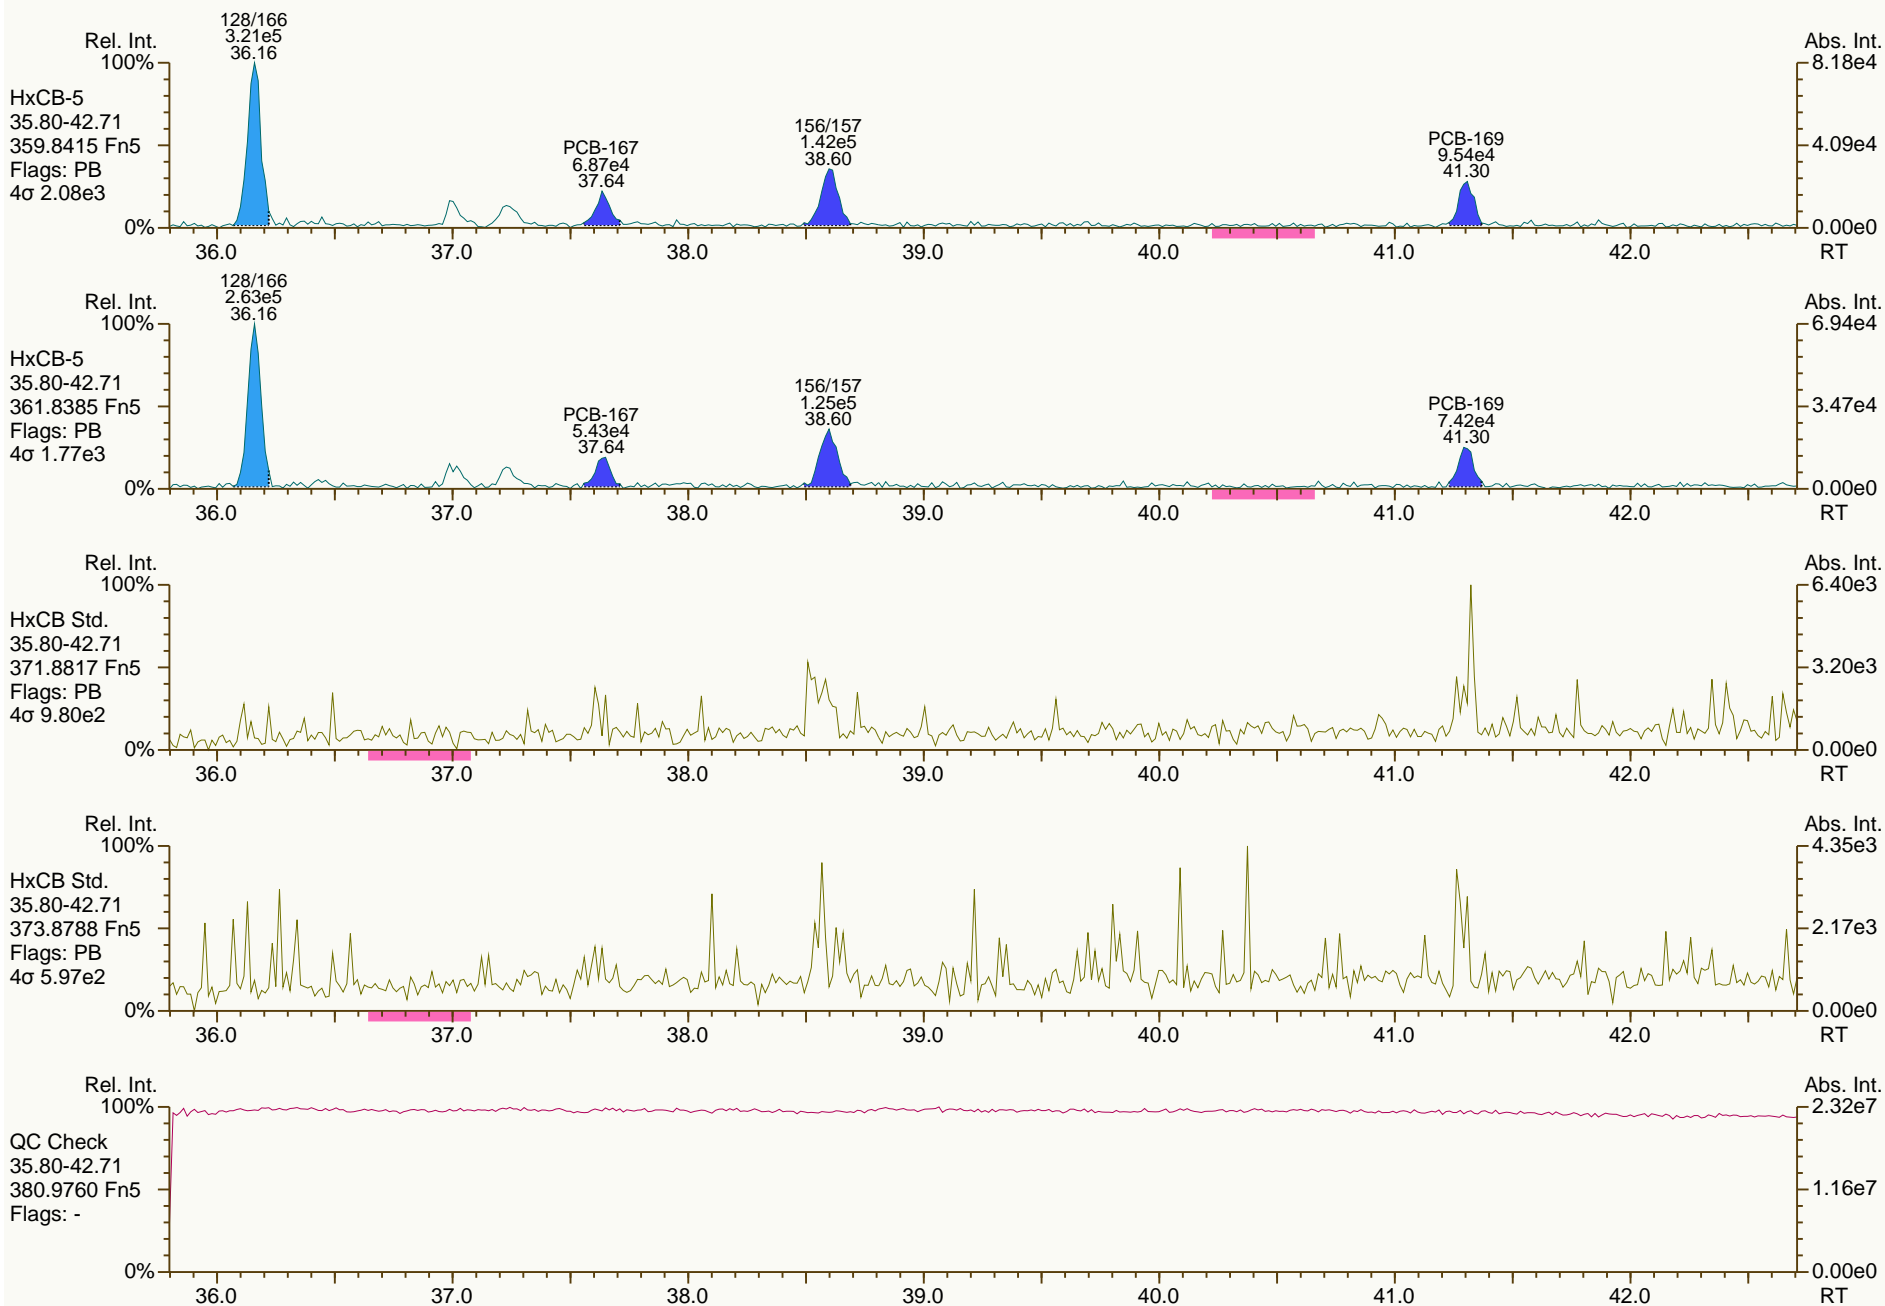 128/166
3.21e5
36.16
Rel. Int.
Abs. Int.
100%
8.18e4
HxCB-5
35.80-42.71
359.8415 Fn5
Flags: PB
4σ 2.08e3
PCB-167
6.87e4
37.64
156/157
1.42e5
38.60
PCB-169
9.54e4
41.30
4.09e4
0%
0.00e0
36.0 37.0 38.0 39.0 40.0 41.0 42.0 RT
128/166
2.63e5
36.16
Rel. Int.
Abs. Int.
100%
6.94e4
HxCB-5
35.80-42.71
361.8385 Fn5
Flags: PB
4σ 1.77e3
PCB-167
5.43e4
37.64
156/157
1.25e5
38.60
PCB-169
7.42e4
41.30
3.47e4
0%
0.00e0
36.0 37.0 38.0 39.0 40.0 41.0 42.0 RT
Rel. Int.
Abs. Int.
100%
6.40e3
HxCB Std.
35.80-42.71
371.8817 Fn5
Flags: PB
4σ 9.80e2
3.20e3
0%
0.00e0
36.0 37.0 38.0 39.0 40.0 41.0 42.0 RT
Rel. Int.
Abs. Int.
100%
4.35e3
HxCB Std.
35.80-42.71
373.8788 Fn5
Flags: PB
4σ 5.97e2
2.17e3
0%
0.00e0
36.0 37.0 38.0 39.0 40.0 41.0 42.0 RT
Rel. Int.
Abs. Int.
100%
2.32e7
QC Check
35.80-42.71
380.9760 Fn5
Flags: -
1.16e7
0%
0.00e0
36.0 37.0 38.0 39.0 40.0 41.0 42.0 RT